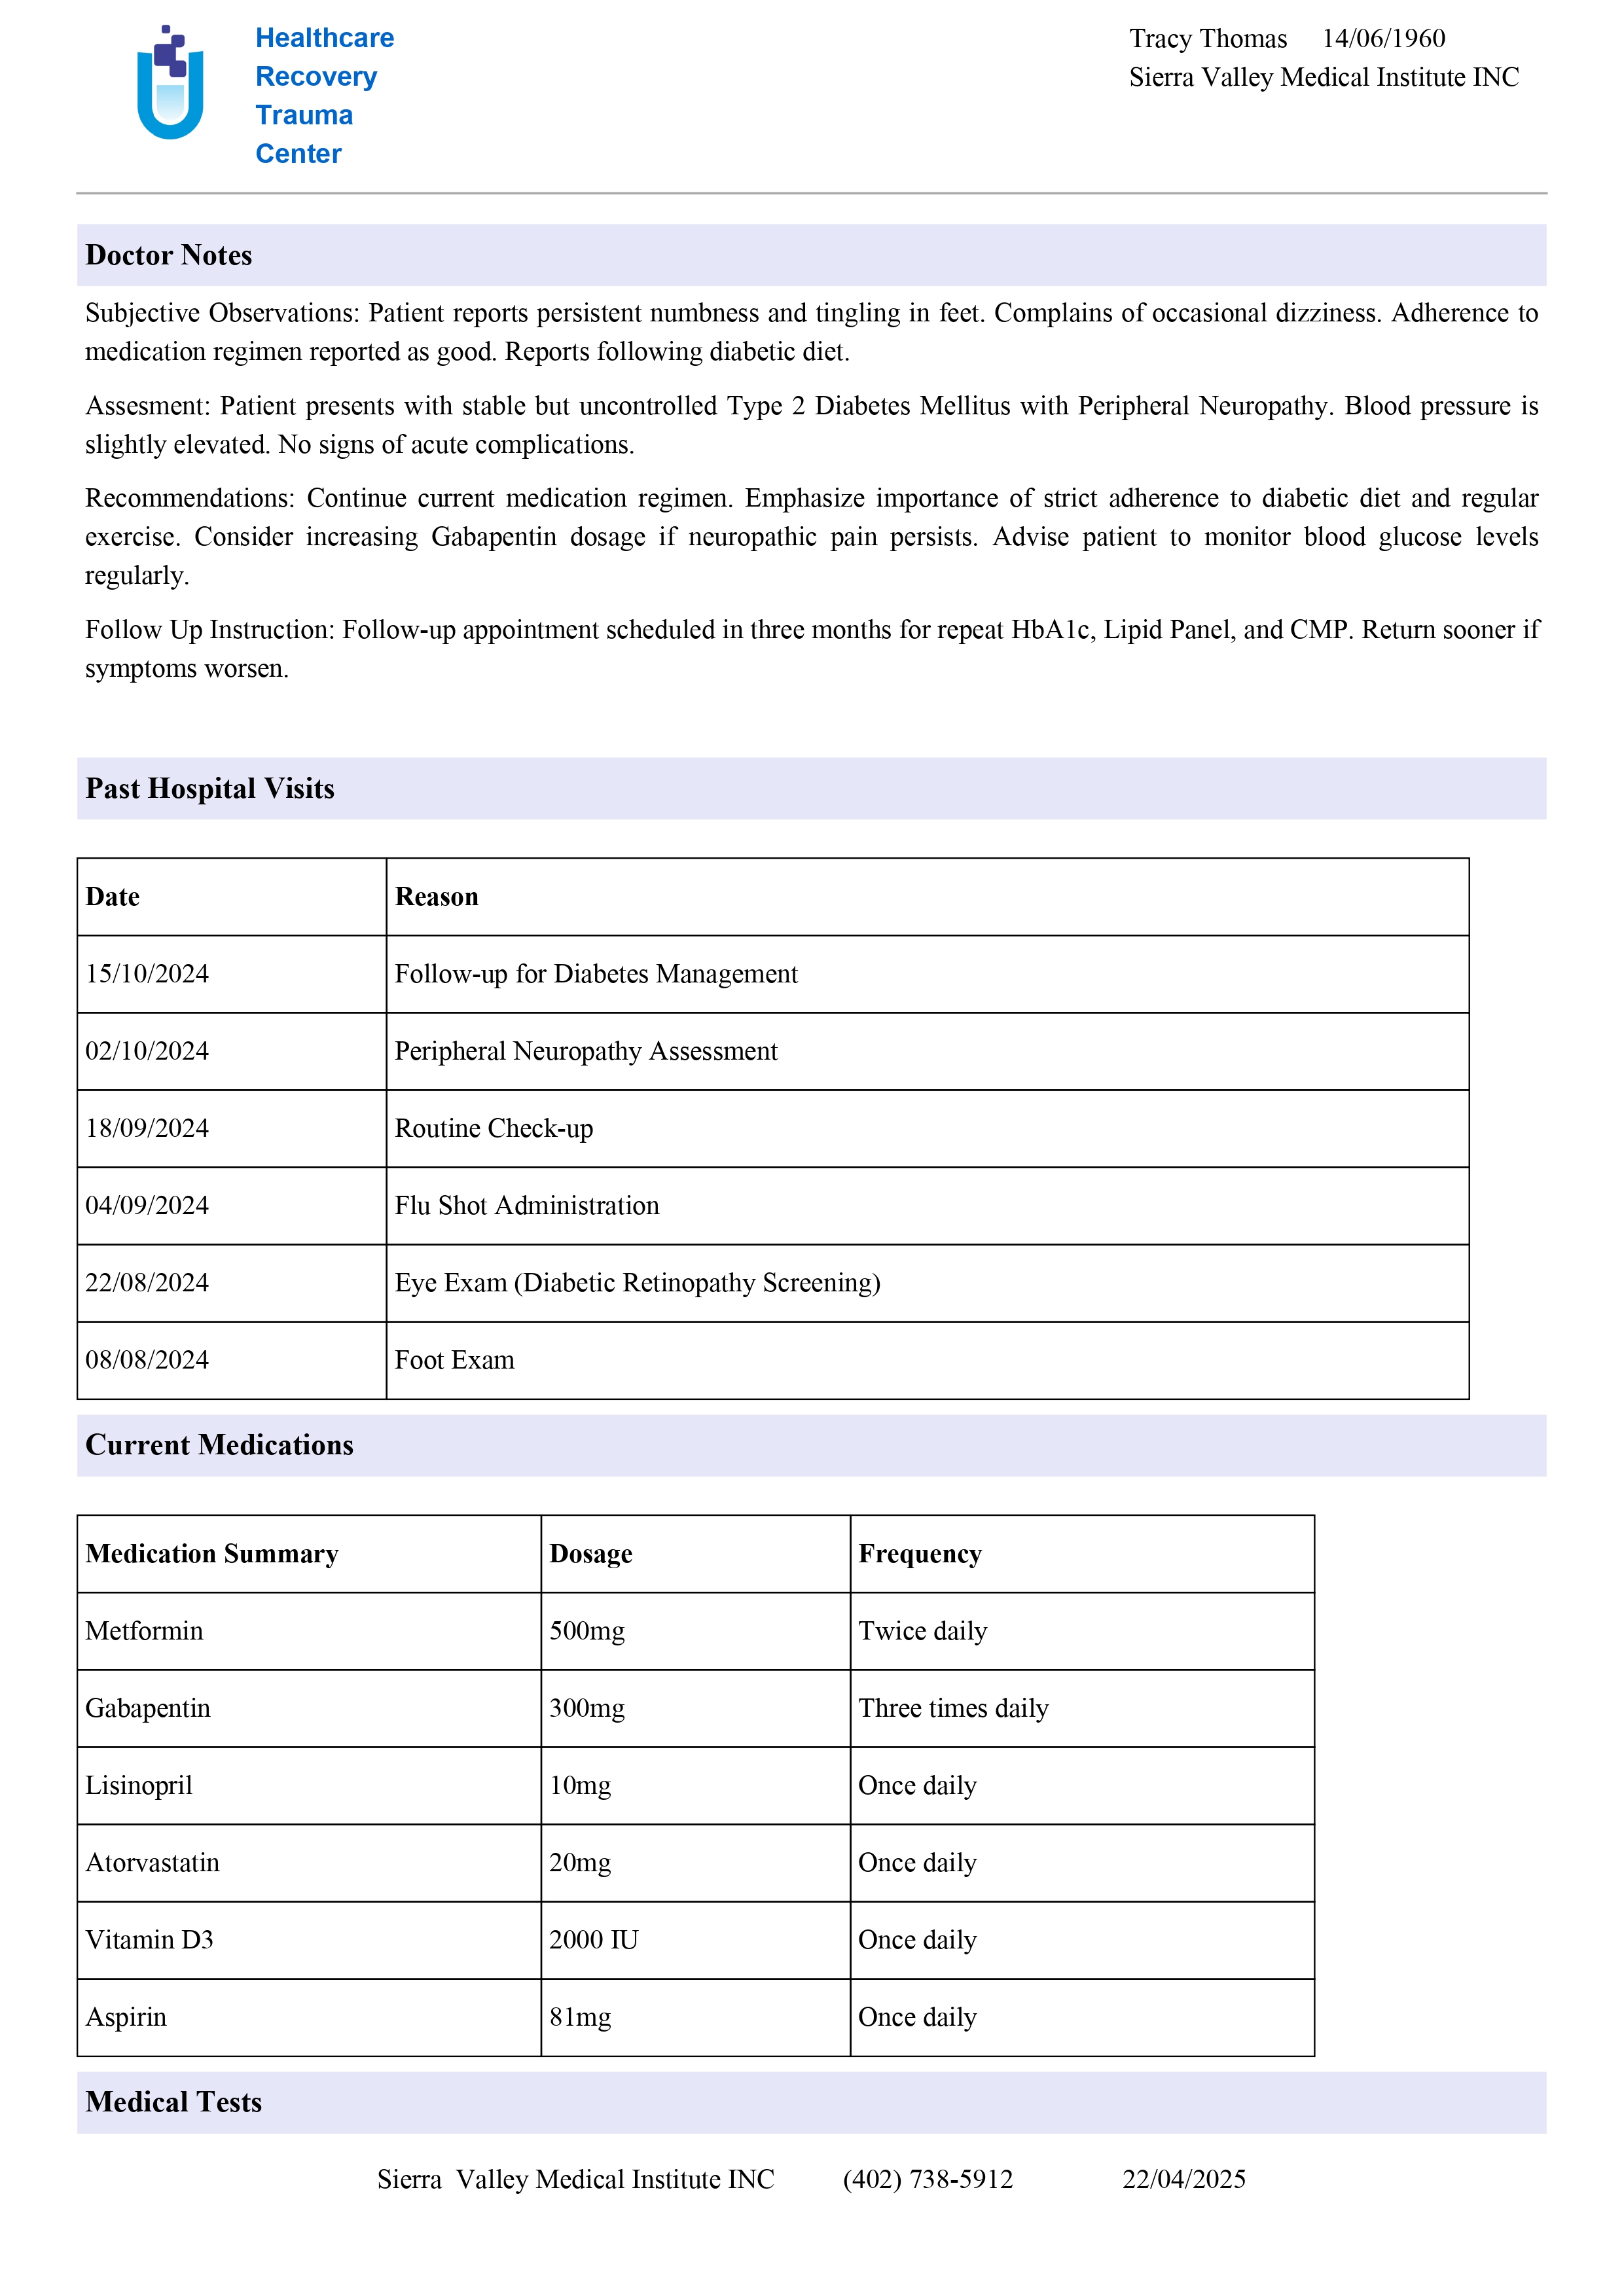 Healthcare
Recovery
Trauma
Center
Tracy Thomas 14/06/1960
Sierra Valley Medical Institute INC
Doctor Notes
Subjective Observations: Patient reports persistent numbness and tingling in feet. Complains of occasional dizziness. Adherence to
medication regimen reported as good. Reports following diabetic diet.
Assesment: Patient presents with stable but uncontrolled Type 2 Diabetes Mellitus with Peripheral Neuropathy. Blood pressure is
slightly elevated. No signs of acute complications.
Recommendations: Continue current medication regimen. Emphasize importance of strict adherence to diabetic diet and regular
exercise. Consider increasing Gabapentin dosage if neuropathic pain persists. Advise patient to monitor blood glucose levels
regularly.
Follow Up Instruction: Follow-up appointment scheduled in three months for repeat HbA1c, Lipid Panel, and CMP. Return sooner if
symptoms worsen.
Past Hospital Visits
Date Reason
15/10/2024 Follow-up for Diabetes Management
02/10/2024 Peripheral Neuropathy Assessment
18/09/2024 Routine Check-up
04/09/2024 Flu Shot Administration
22/08/2024 Eye Exam (Diabetic Retinopathy Screening)
08/08/2024 Foot Exam
Current Medications
Medication Summary Dosage Frequency
Metformin 500mg Twice daily
Gabapentin 300mg Three times daily
Lisinopril 10mg Once daily
Atorvastatin 20mg Once daily
Vitamin D3 2000 IU Once daily
Aspirin 81mg Once daily
Medical Tests
Sierra Valley Medical Institute INC (402) 738-5912 22/04/2025